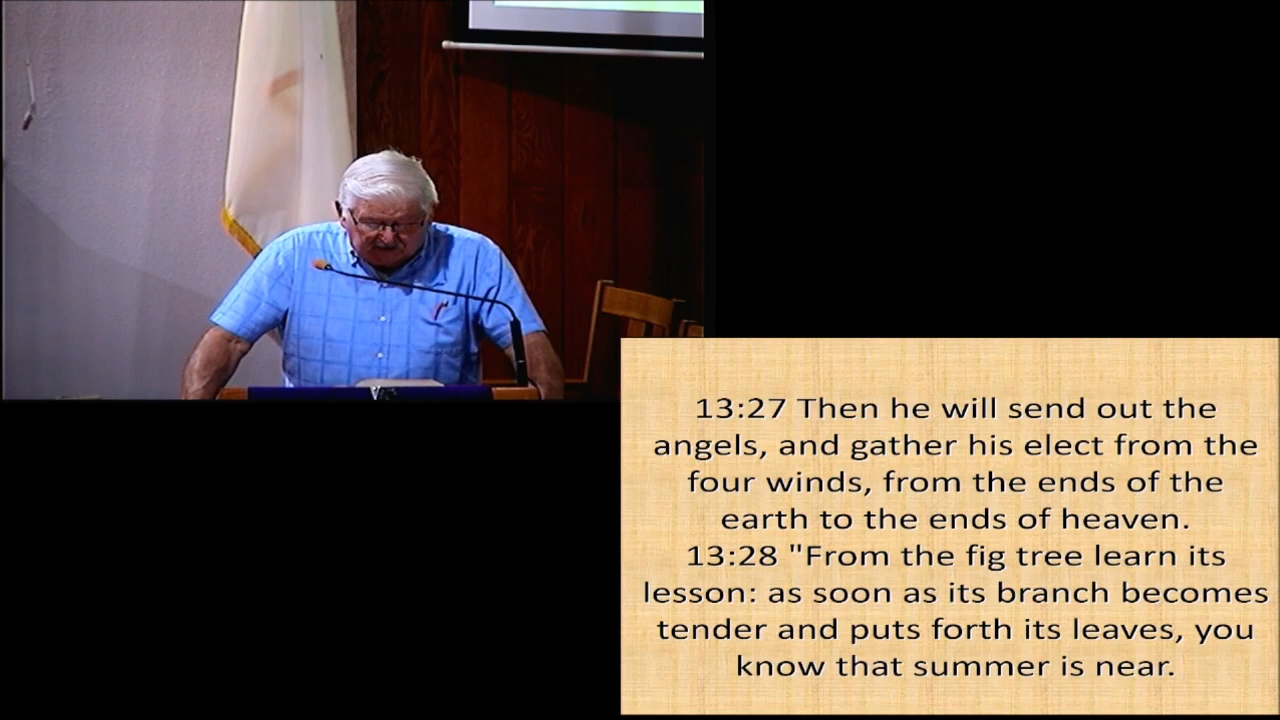 13:27 Then he will send out the
angels, and gather his elect from the
four winds, from the ends of the
earth to the ends of heaven.
13:28 "From the fig tree learn its
lesson: as soon as its branch becomes
tender and puts forth its leaves, you
know that summer is near.